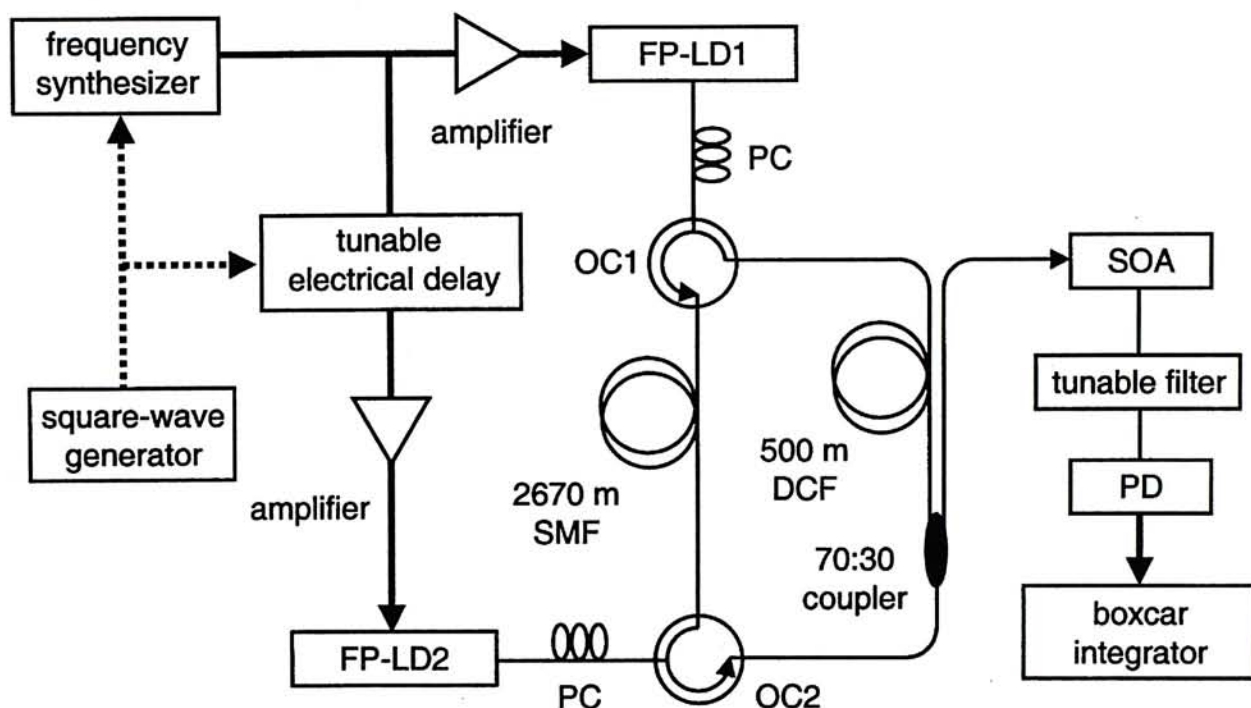 frequency
synthesizer
FP-LD1
amplifier
PC
tunable
electrical delay
OC1
SOA
square-wave
generator
tunable filter
2670 m
SMF
500 m
DCF
PD
amplifier
70:30
coupler
boxcar
integrator
FP-LD2
PC
OC2